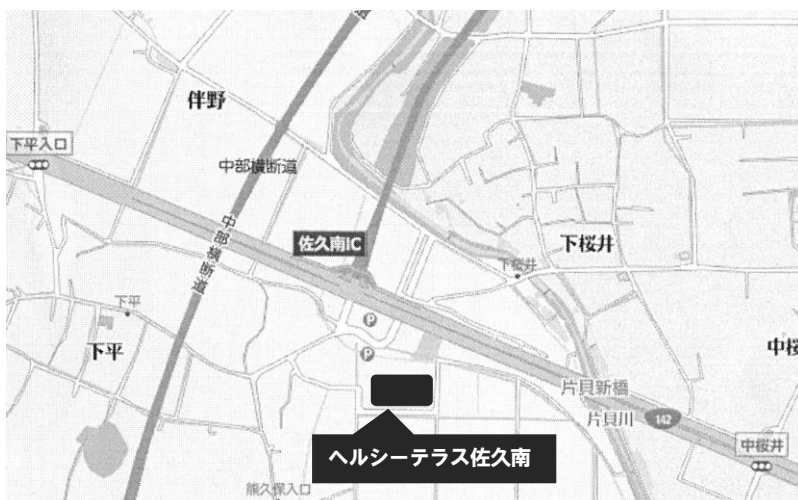 伴野
下平入口
中部横断道
中部横断道
佐久南IC
下桜井
下桜井
下平
下平
P
P
中桜
片貝新橋
片貝川
142
中桜井
ヘルシーテラス佐久南
熊久保入口